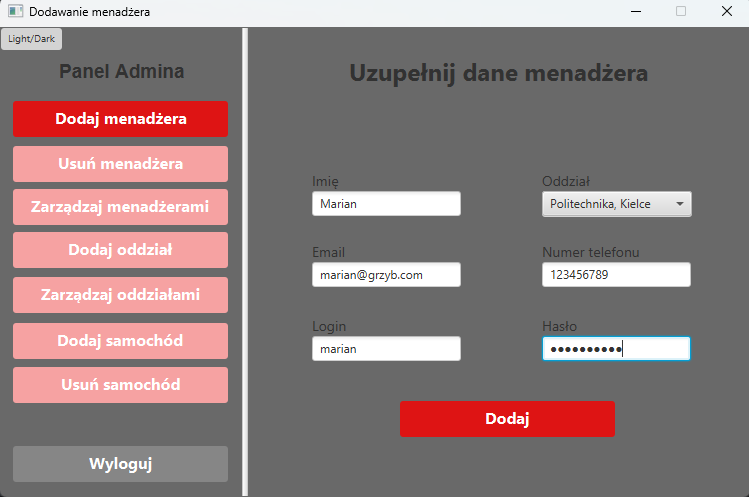 Dodawanie menadżera
Light/Dark
Panel Admina
Dodaj menadżera
Usuń menadżera
Zarządzaj menadżerami
Dodaj oddział
Zarządzaj oddziałami
Dodaj samochód
Usuń samochód
Wyloguj
Uzupełnij dane menadżera
Imię
Marian
Oddział
Politechnika, Kielce
Email
marian@grzyb.com
Numer telefonu
123456789
Login
marian
Hasło
●●●●●●●●●●
Dodaj